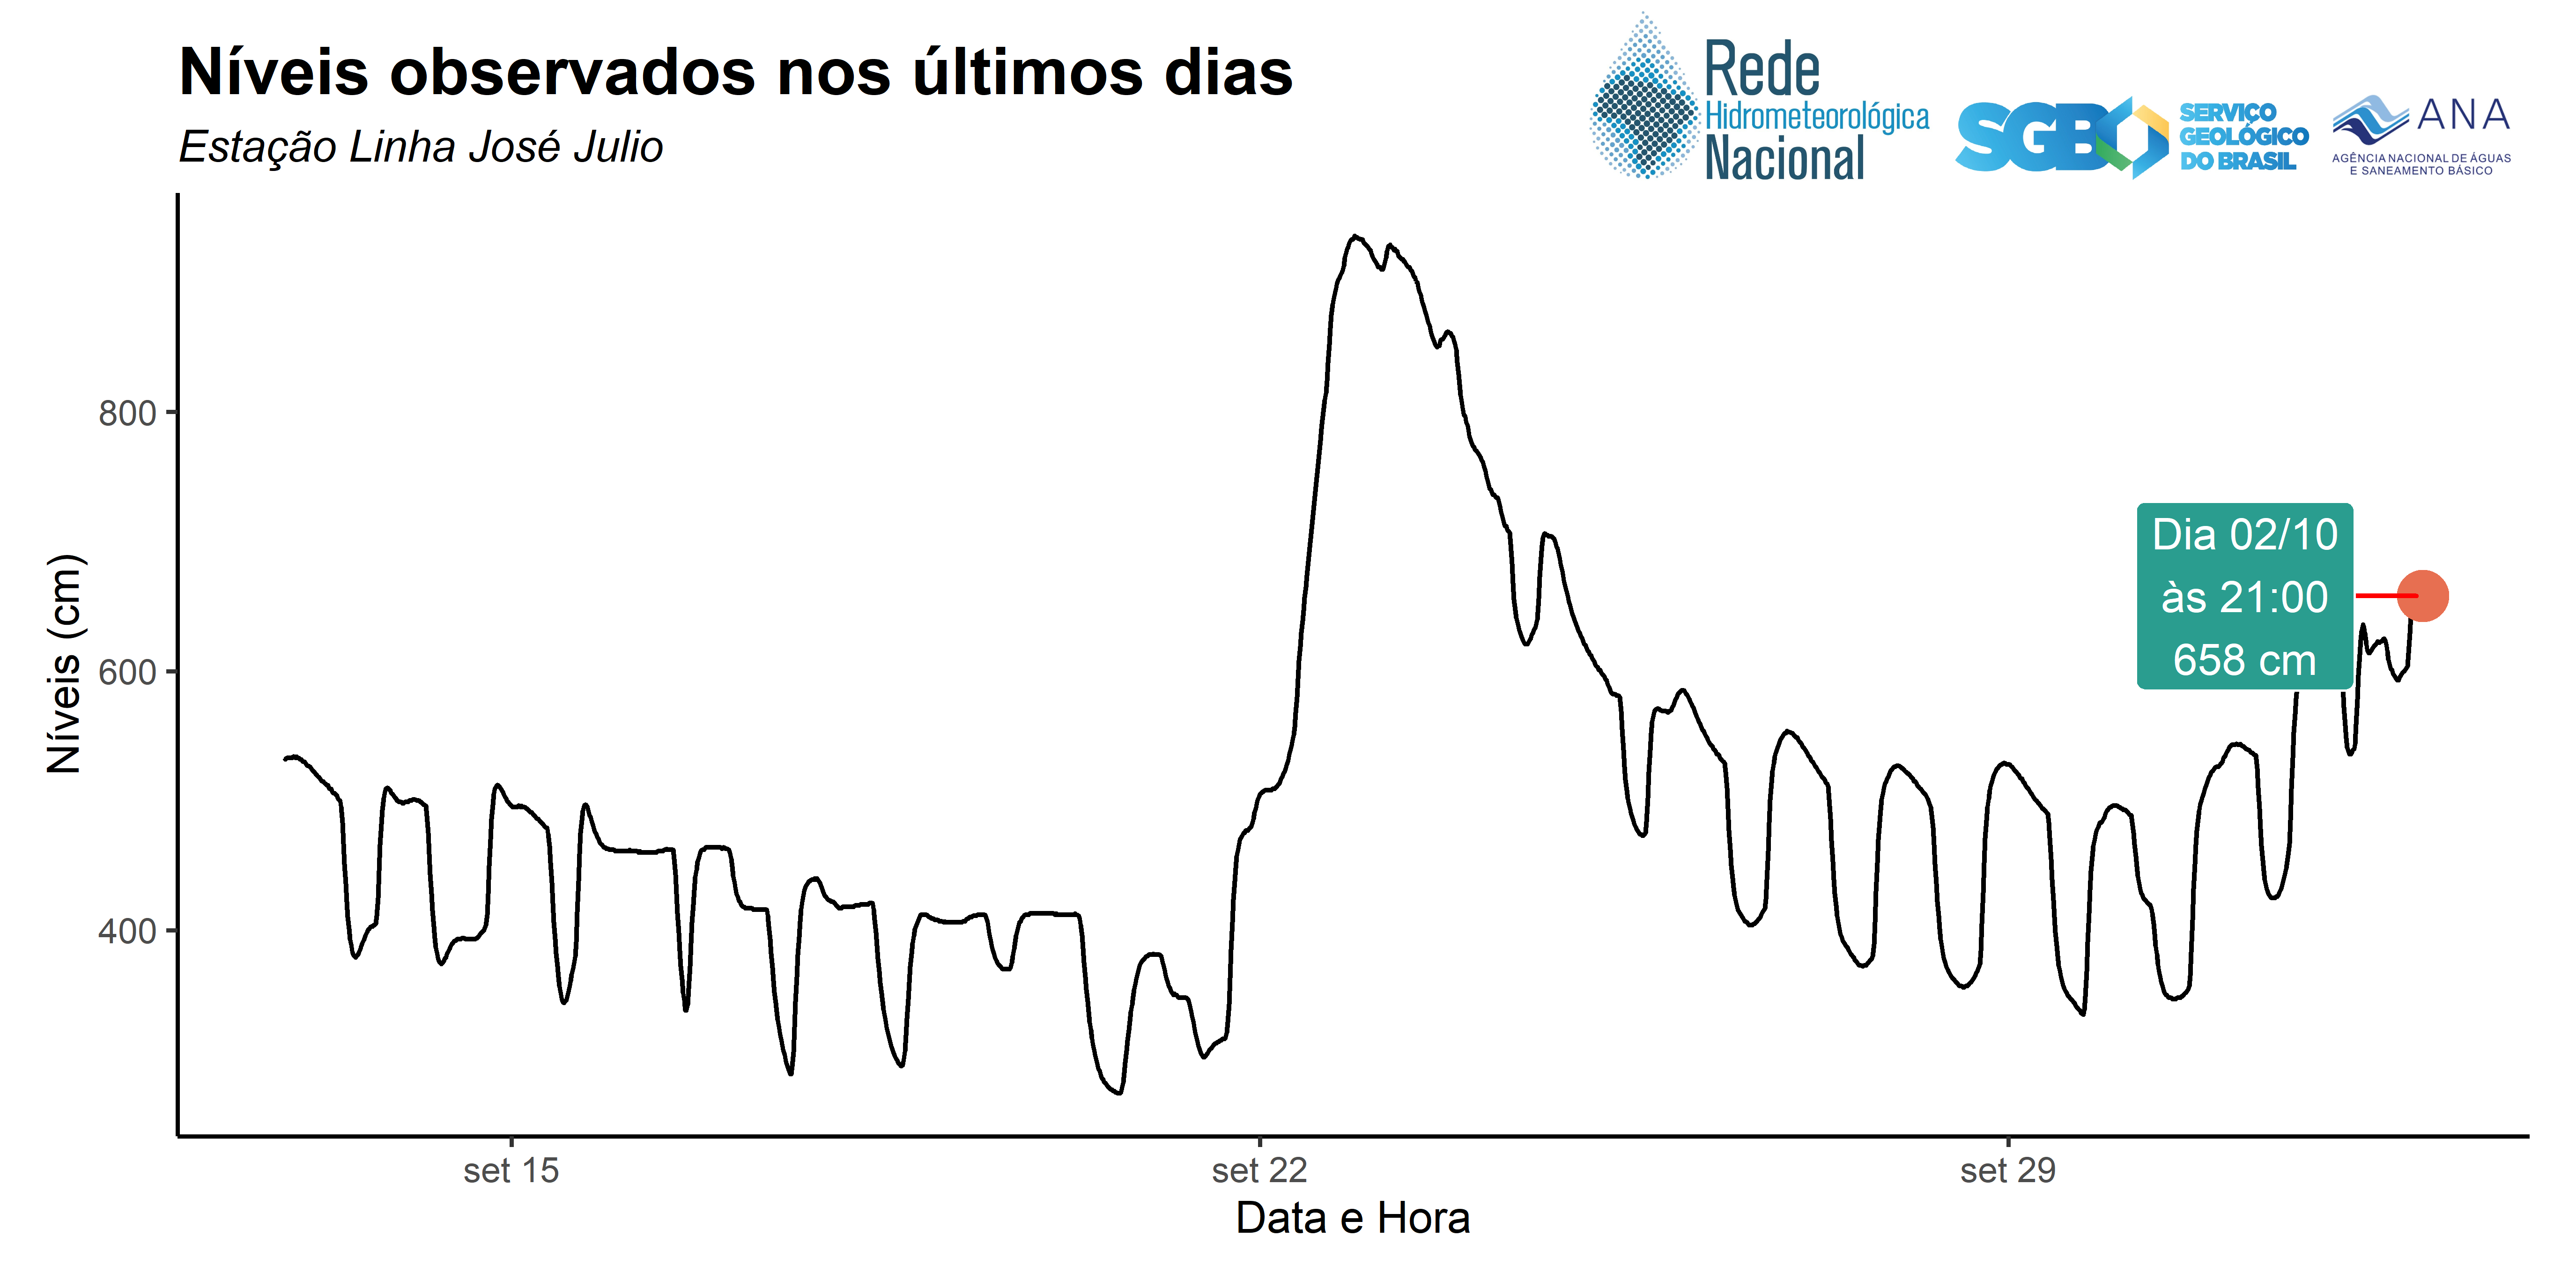 Níveis observados nos últimos dias
Estação Linha José Julio
Rede
Hidrometeorológica
Nacional
SGB
SERVIÇO
GEOLÓGICO
DO BRASIL
ANA
AGÊNCIA NACIONAL DE ÁGUAS
E SANEAMENTO BÁSICO
Níveis (cm)
800
600
400
Dia 02/10
às 21:00
658 cm
set 15
set 22
set 29
Data e Hora